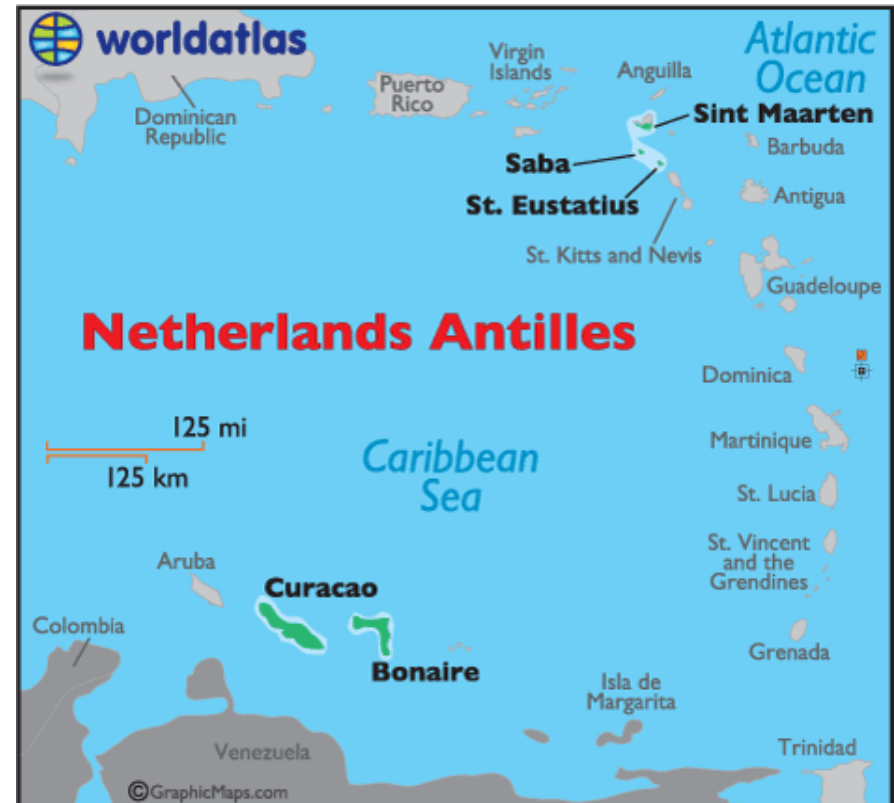 worldatlas
Atlantic
Ocean
Virgin
Islands
Anguilla
Puerto
Rico
Dominican
Republic
Sint Maarten
Barbuda
Saba
Antigua
St. Eustatius
St. Kitts and Nevis
Guadeloupe
Netherlands Antilles
Dominica
125 mi
Martinique
Caribbean
Sea
125 km
St. Lucia
St. Vincent
and the
Grendines
Aruba
Curacao
Colombia
Grenada
Bonaire
Isla de
Margarita
Venezuela
Trinidad
©GraphicMaps.com